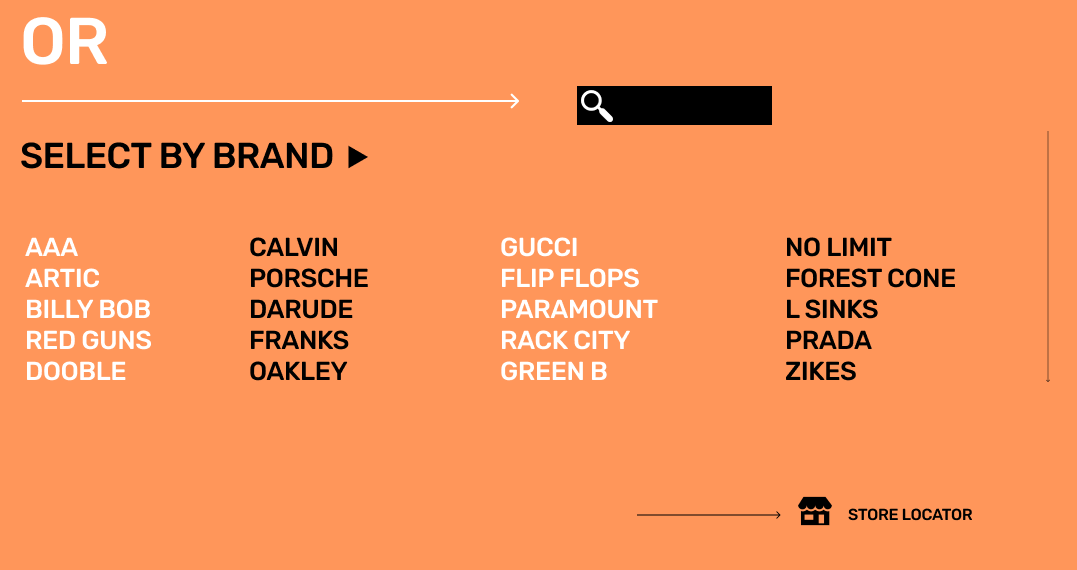 OR
SELECT BY BRAND
AAA
ARTIC
BILLY BOB
RED GUNS
DOOBLE
CALVIN
PORSCHE
DARUDE
FRANKS
OAKLEY
GUCCI
FLIP FLOPS
PARAMOUNT
RACK CITY
GREEN B
NO LIMIT
FOREST CONE
L SINKS
PRADA
ZIKES
STORE LOCATOR